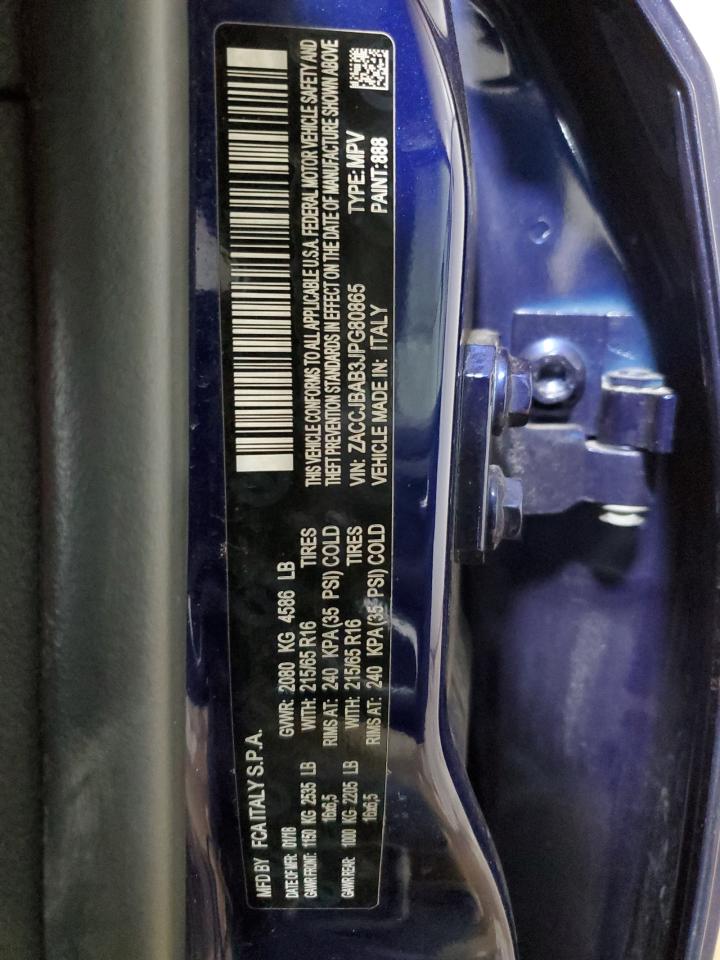 MFD BY FCA ITALY S.P.A.
DATE OF MFR: 01/18 GVWR: 2080 KG 4586 LB
GAWR FRONT: 1150 KG 2535 LB WITH: 215/65 R16 TIRES
16x6,5 RIMS AT: 240 KPA (35 PSI) COLD
GAWR REAR: 1000 KG 2205 LB WITH: 215/65 R16 TIRES
16x6,5 RIMS AT: 240 KPA (35 PSI) COLD
THIS VEHICLE CONFORMS TO ALL APPLICABLE U.S.A. FEDERAL MOTOR VEHICLE SAFETY AND
THEFT PREVENTION STANDARDS IN EFFECT ON THE DATE OF MANUFACTURE SHOWN ABOVE
VIN: ZACCJBAB3JPG80865 TYPE: MPV
VEHICLE MADE IN: ITALY PAINT: 888